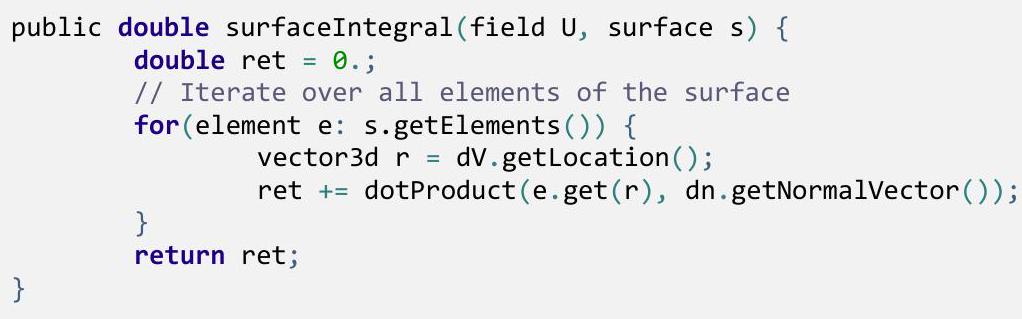 public double surfaceIntegral(field U, surface s) {
double ret = 0.;
// Iterate over all elements of the surface
for(element e: s.getElements()) {
vector3d r = dV.getLocation();
ret += dotProduct(e.get(r), dn.getNormalVector());
}
return ret;
}